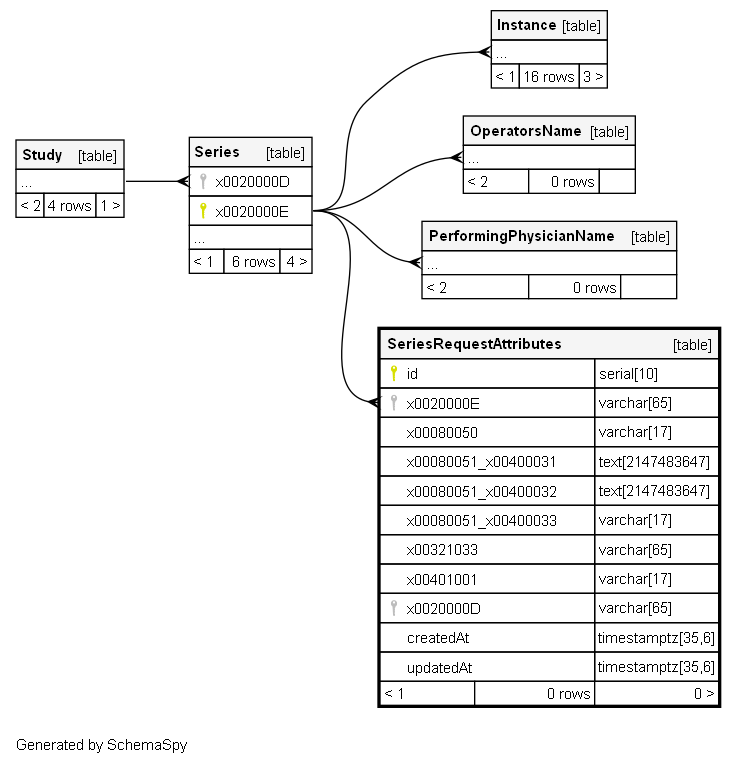 Instance [table]
...
< 1 16 rows 3 >
OperatorsName [table]
...
< 2 0 rows
Study [table]
...
< 2 4 rows 1 >
Series [table]
x0020000D
x0020000E
...
< 1 6 rows 4 >
PerformingPhysicianName [table]
...
< 2 0 rows
SeriesRequestAttributes [table]
id serial[10]
x0020000E varchar[65]
x00080050 varchar[17]
x00080051_x00400031 text[2147483647]
x00080051_x00400032 text[2147483647]
x00080051_x00400033 varchar[17]
x00321033 varchar[65]
x00401001 varchar[17]
x0020000D varchar[65]
createdAt timestamptz[35,6]
updatedAt timestamptz[35,6]
< 1 0 rows 0 >
Generated by SchemaSpy